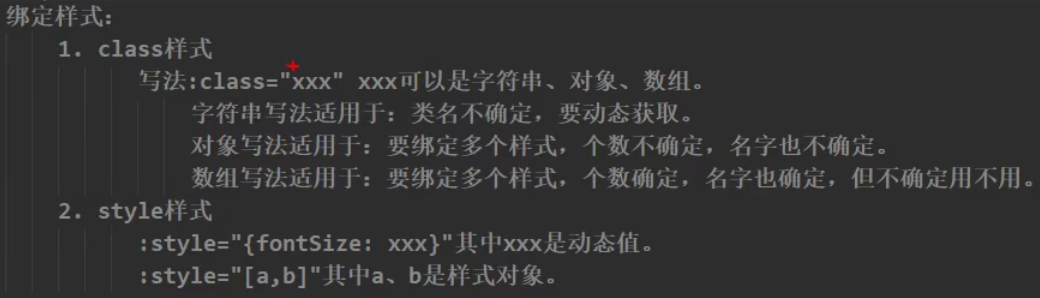 绑定样式：
1. class样式
写法:class="xxx" xxx可以是字符串、对象、数组。
字符串写法适用于：类名不确定，要动态获取。
对象写法适用于：要绑定多个样式，个数不确定，名字也不确定。
数组写法适用于：要绑定多个样式，个数确定，名字也确定，但不确定用不用。
2. style样式
:style="{fontSize: xxx}"其中xxx是动态值。
:style="[a,b]"其中a、b是样式对象。